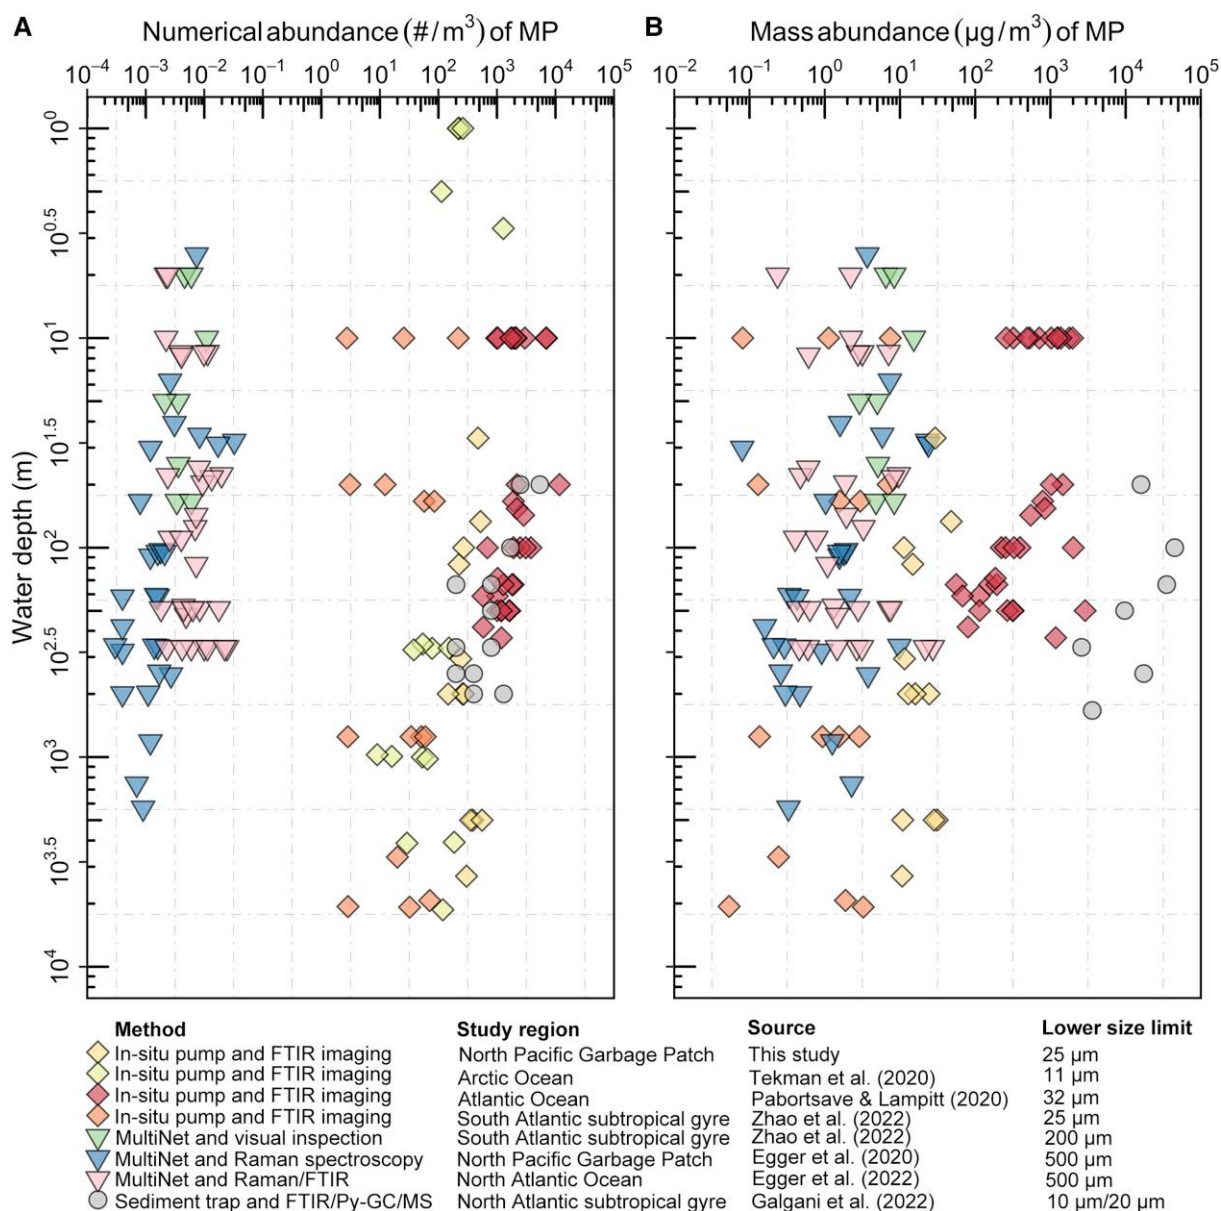 A Numerical abundance (#/m³) of MP
B Mass abundance (µg/m³) of MP
10⁻⁴ 10⁻³ 10⁻² 10⁻¹ 10⁰ 10¹ 10² 10³ 10⁴ 10⁵
10⁻² 10⁻¹ 10⁰ 10¹ 10² 10³ 10⁴ 10⁵
Water depth (m)
10⁰
10⁰·⁵
10¹
10¹·⁵
10²
10²·⁵
10³
10³·⁵
10⁴
Method Study region Source Lower size limit
In-situ pump and FTIR imaging North Pacific Garbage Patch This study 25 µm
In-situ pump and FTIR imaging Arctic Ocean Tekman et al. (2020) 11 µm
In-situ pump and FTIR imaging Atlantic Ocean Pabortsave & Lampitt (2020) 32 µm
In-situ pump and FTIR imaging South Atlantic subtropical gyre Zhao et al. (2022) 25 µm
MultiNet and visual inspection South Atlantic subtropical gyre Zhao et al. (2022) 200 µm
MultiNet and Raman spectroscopy North Pacific Garbage Patch Egger et al. (2020) 500 µm
MultiNet and Raman/FTIR North Atlantic Ocean Egger et al. (2022) 500 µm
Sediment trap and FTIR/Py-GC/MS North Atlantic subtropical gyre Galgani et al. (2022) 10 µm/20 µm